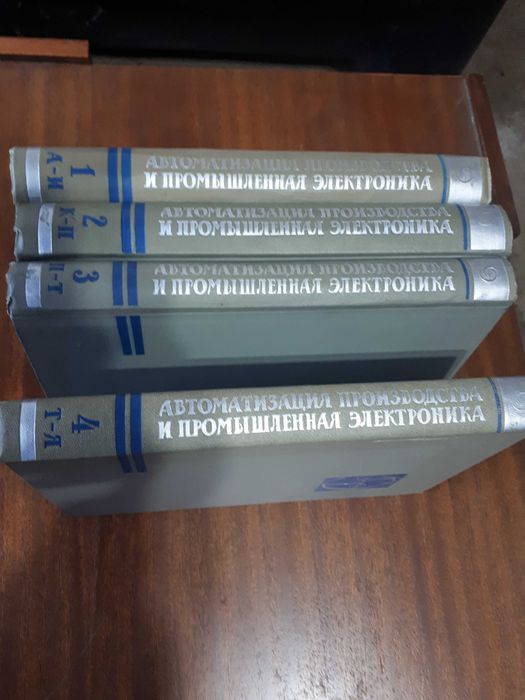 1
А-И
АВТОМАТИЗАЦИЯ ПРОИЗВОДСТВА
И ПРОМЫШЛЕННАЯ ЭЛЕКТРОНИКА
2
К-П
АВТОМАТИЗАЦИЯ ПРОИЗВОДСТВА
И ПРОМЫШЛЕННАЯ ЭЛЕКТРОНИКА
3
П-Т
АВТОМАТИЗАЦИЯ ПРОИЗВОДСТВА
И ПРОМЫШЛЕННАЯ ЭЛЕКТРОНИКА
4
Т-Я
АВТОМАТИЗАЦИЯ ПРОИЗВОДСТВА
И ПРОМЫШЛЕННАЯ ЭЛЕКТРОНИКА